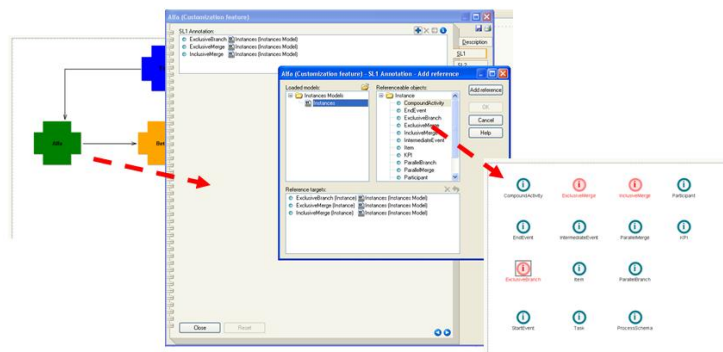 Alfa (Customization feature)
SL1 Annotation:
ExclusiveBranch Instances (Instances Model)
ExclusiveMerge Instances (Instances Model)
InclusiveMerge Instances (Instances Model)
Description
SL1
Alfa
Alfa (Customization feature) - SL1 Annotation - Add reference
Loaded models:
Instances Models
Instances
Referenceable objects:
Instance
CompoundActivity
EndEvent
ExclusiveBranch
ExclusiveMerge
InclusiveMerge
IntermediateEvent
Item
KPI
ParallelBranch
ParallelMerge
Participant
Add reference
OK
Cancel
Help
Reference targets:
ExclusiveBranch (Instance) Instances (Instances Model)
ExclusiveMerge (Instance) Instances (Instances Model)
InclusiveMerge (Instance) Instances (Instances Model)
Close
Reset
CompoundActivity
ExclusiveMerge
InclusiveMerge
Participant
EndEvent
IntermediateEvent
ParallelMerge
KPI
ExclusiveBranch
Item
ParallelBranch
StartEvent
Task
ProcessSchema